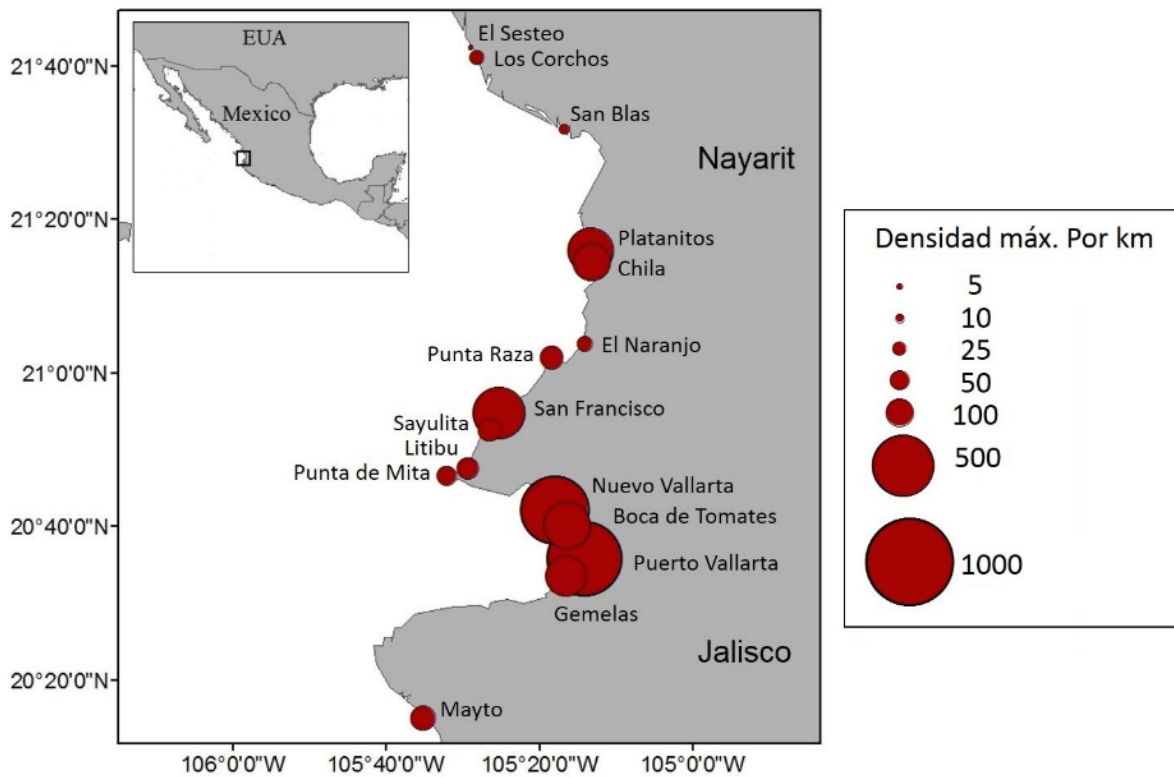 EUA
Mexico
El Sesteo
Los Corchos
San Blas
Nayarit
Platanitos
Chila
El Naranjo
Punta Raza
San Francisco
Sayulita
Litibu
Punta de Mita
Nuevo Vallarta
Boca de Tomates
Puerto Vallarta
Gemelas
Jalisco
Mayto
21°40'0"N
21°20'0"N
21°0'0"N
20°40'0"N
20°20'0"N
106°0'0"W
105°40'0"W
105°20'0"W
105°0'0"W
Densidad máx. Por km
5
10
25
50
100
500
1000